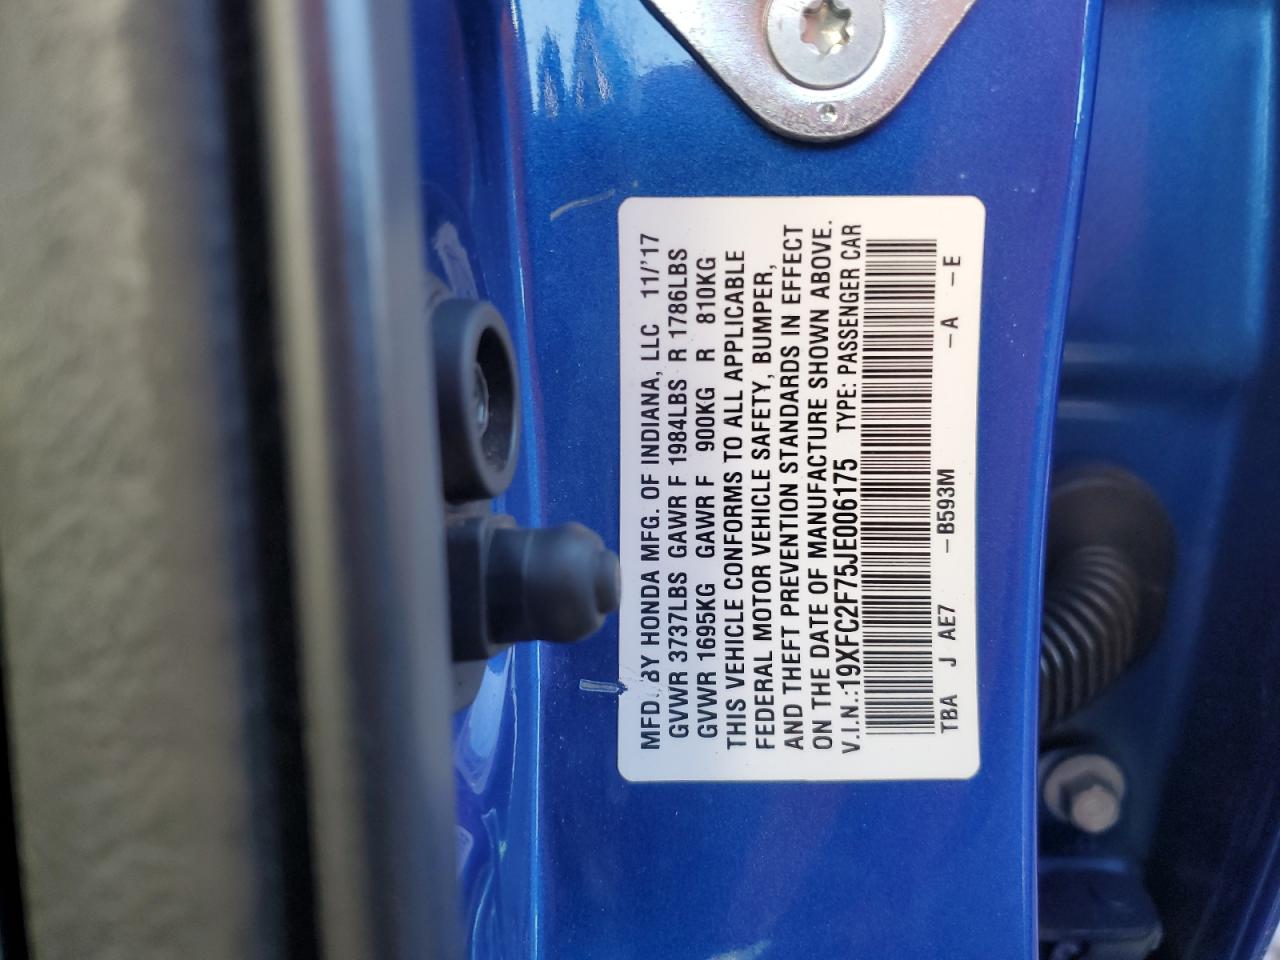 MFD. BY HONDA MFG. OF INDIANA, LLC 11/'17
GVWR 3737LBS GAWR F 1984LBS R 1786LBS
GVWR 1695KG GAWR F 900KG R 810KG
THIS VEHICLE CONFORMS TO ALL APPLICABLE
FEDERAL MOTOR VEHICLE SAFETY, BUMPER,
AND THEFT PREVENTION STANDARDS IN EFFECT
ON THE DATE OF MANUFACTURE SHOWN ABOVE.
V.I.N.:19XFC2F75JE006175 TYPE: PASSENGER CAR
TBA J AE7 –B593M –A –E